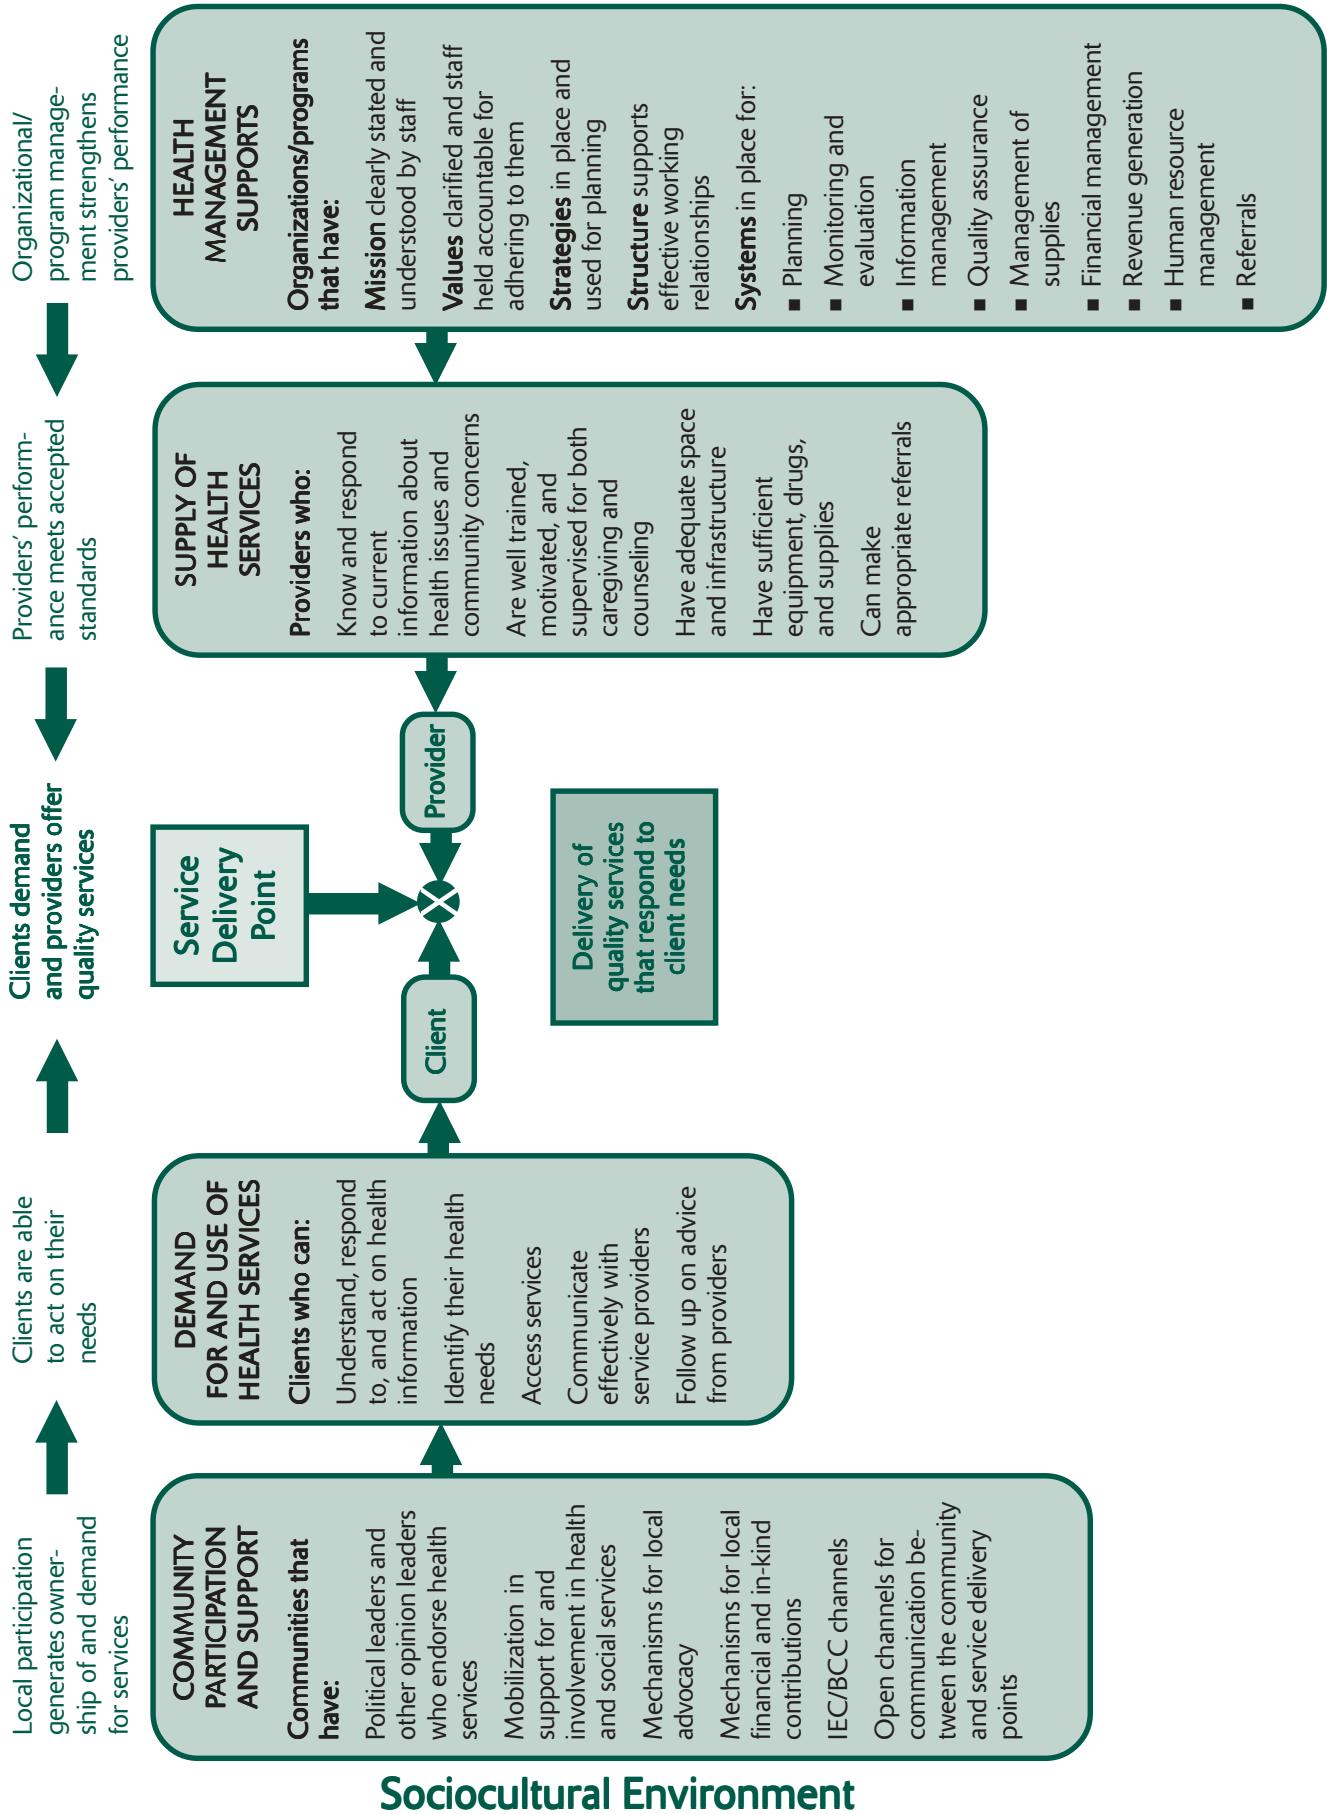 Local participation
generates owner-
ship of and demand
for services
Clients are able
to act on their
needs
Clients demand
and providers offer
quality services
Providers' perform-
ance meets accepted
standards
Organizational/
program manage-
ment strengthens
providers' performance
COMMUNITY
PARTICIPATION
AND SUPPORT
Communities that
have:
Political leaders and
other opinion leaders
who endorse health
services
Mobilization in
support for and
involvement in health
and social services
Mechanisms for local
advocacy
Mechanisms for local
financial and in-kind
contributions
IEC/BCC channels
Open channels for
communication be-
tween the community
and service delivery
points
DEMAND
FOR AND USE OF
HEALTH SERVICES
Clients who can:
Understand, respond
to, and act on health
information
Identify their health
needs
Access services
Communicate
effectively with
service providers
Follow up on advice
from providers
Service
Delivery
Point
Client
Provider
Delivery of
quality services
that respond to
client needs
SUPPLY OF
HEALTH
SERVICES
Providers who:
Know and respond
to current
information about
health issues and
community concerns
Are well trained,
motivated, and
supervised for both
caregiving and
counseling
Have adequate space
and infrastructure
Have sufficient
equipment, drugs,
and supplies
Can make
appropriate referrals
HEALTH
MANAGEMENT
SUPPORTS
Organizations/programs
that have:
Mission clearly stated and
understood by staff
Values clarified and staff
held accountable for
adhering to them
Strategies in place and
used for planning
Structure supports
effective working
relationships
Systems in place for:
■ Planning
■ Monitoring and
evaluation
■ Information
management
■ Quality assurance
■ Management of
supplies
■ Financial management
■ Revenue generation
■ Human resource
management
■ Referrals
Sociocultural Environment